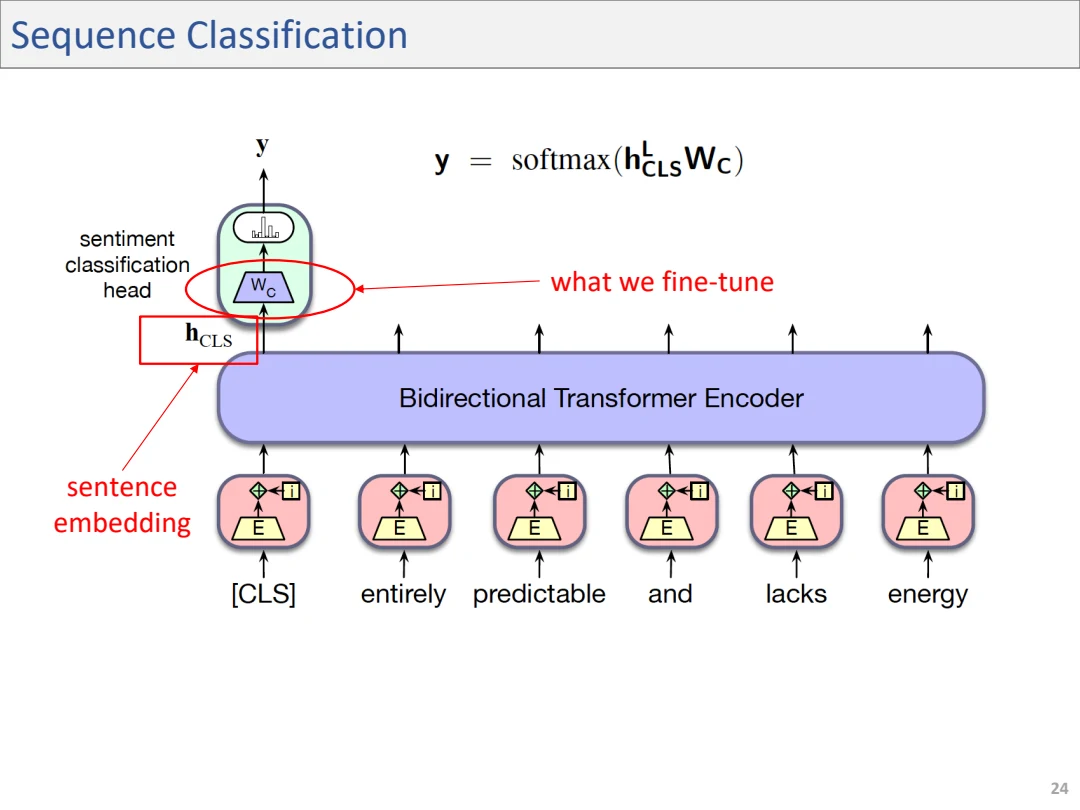 Sequence Classification
y
y = softmax(h^L_CLS W_C)
sentiment
classification
head
W_C
what we fine-tune
h_CLS
Bidirectional Transformer Encoder
sentence
embedding
i i i i i i
E E E E E E
[CLS] entirely predictable and lacks energy
24